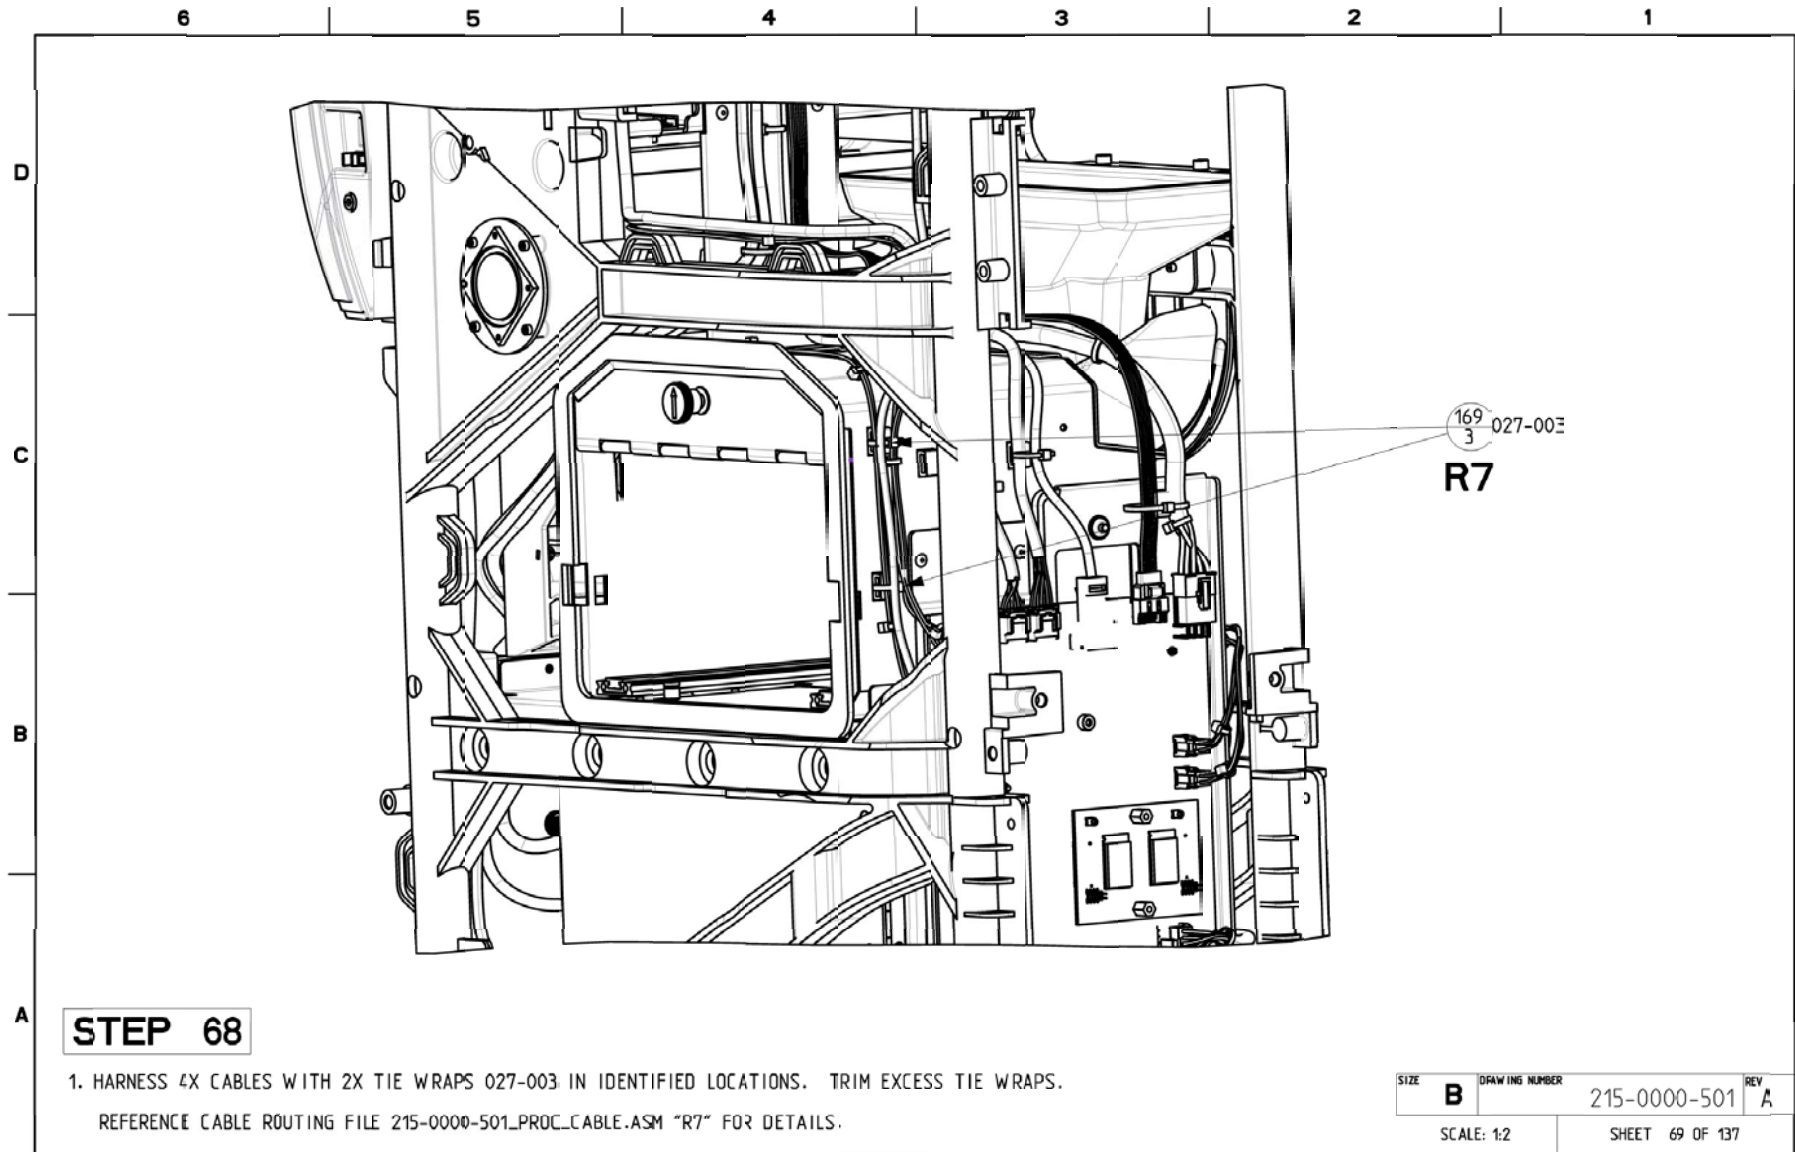 6 5 4 3 2 1
D
C
B
A
169
3
027-003
R7
STEP 68
1. HARNESS 4X CABLES WITH 2X TIE WRAPS 027-003 IN IDENTIFIED LOCATIONS. TRIM EXCESS TIE WRAPS.
REFERENCE CABLE ROUTING FILE 215-0000-501_PROC_CABLE.ASM "R7" FOR DETAILS.
SIZE
B
DRAWING NUMBER
215-0000-501
REV
A
SCALE: 1:2
SHEET 69 OF 137